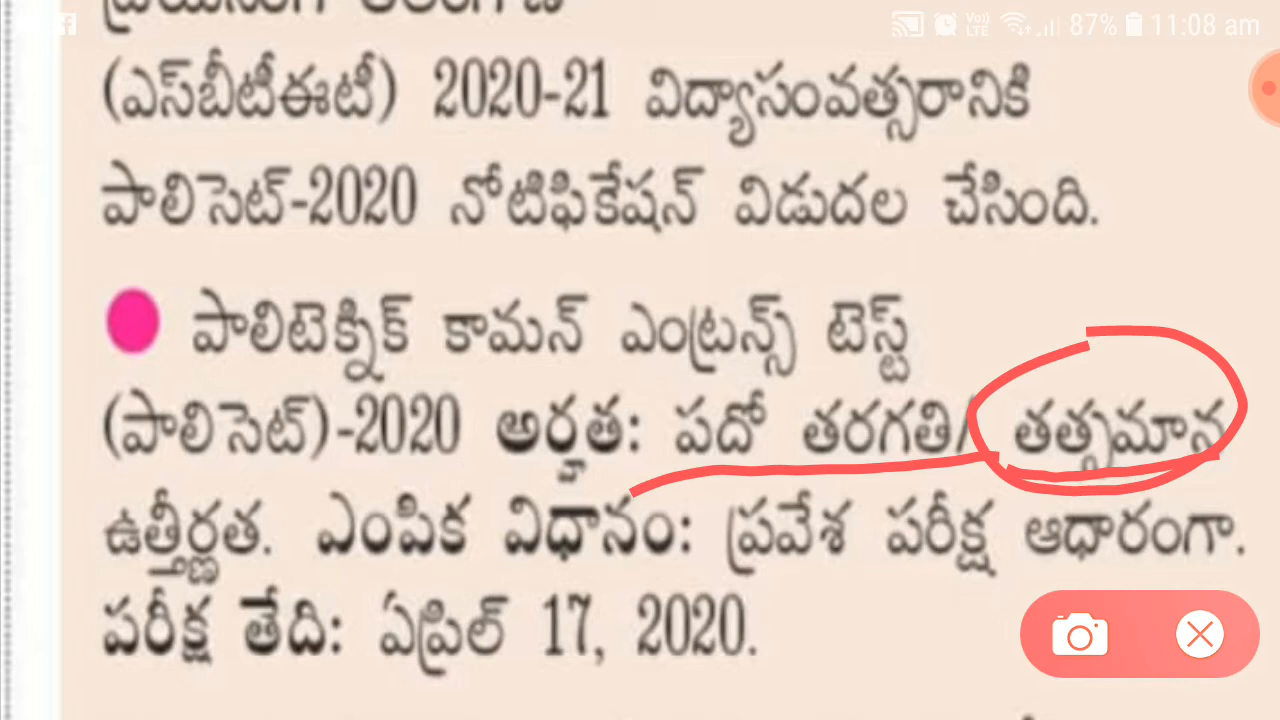 87% 11:08 am
(ఎస్‌బీటీఈటీ) 2020-21 విద్యాసంవత్సరానికి
పాలిసెట్-2020 నోటిఫికేషన్ విడుదల చేసింది.
పాలిటెక్నిక్ కామన్ ఎంట్రన్స్ టెస్ట్
(పాలిసెట్)-2020 అర్హత: పదో తరగతి/ తత్సమాన
ఉత్తీర్ణత. ఎంపిక విధానం: ప్రవేశ పరీక్ష ఆధారంగా.
పరీక్ష తేది: ఏప్రిల్ 17, 2020.